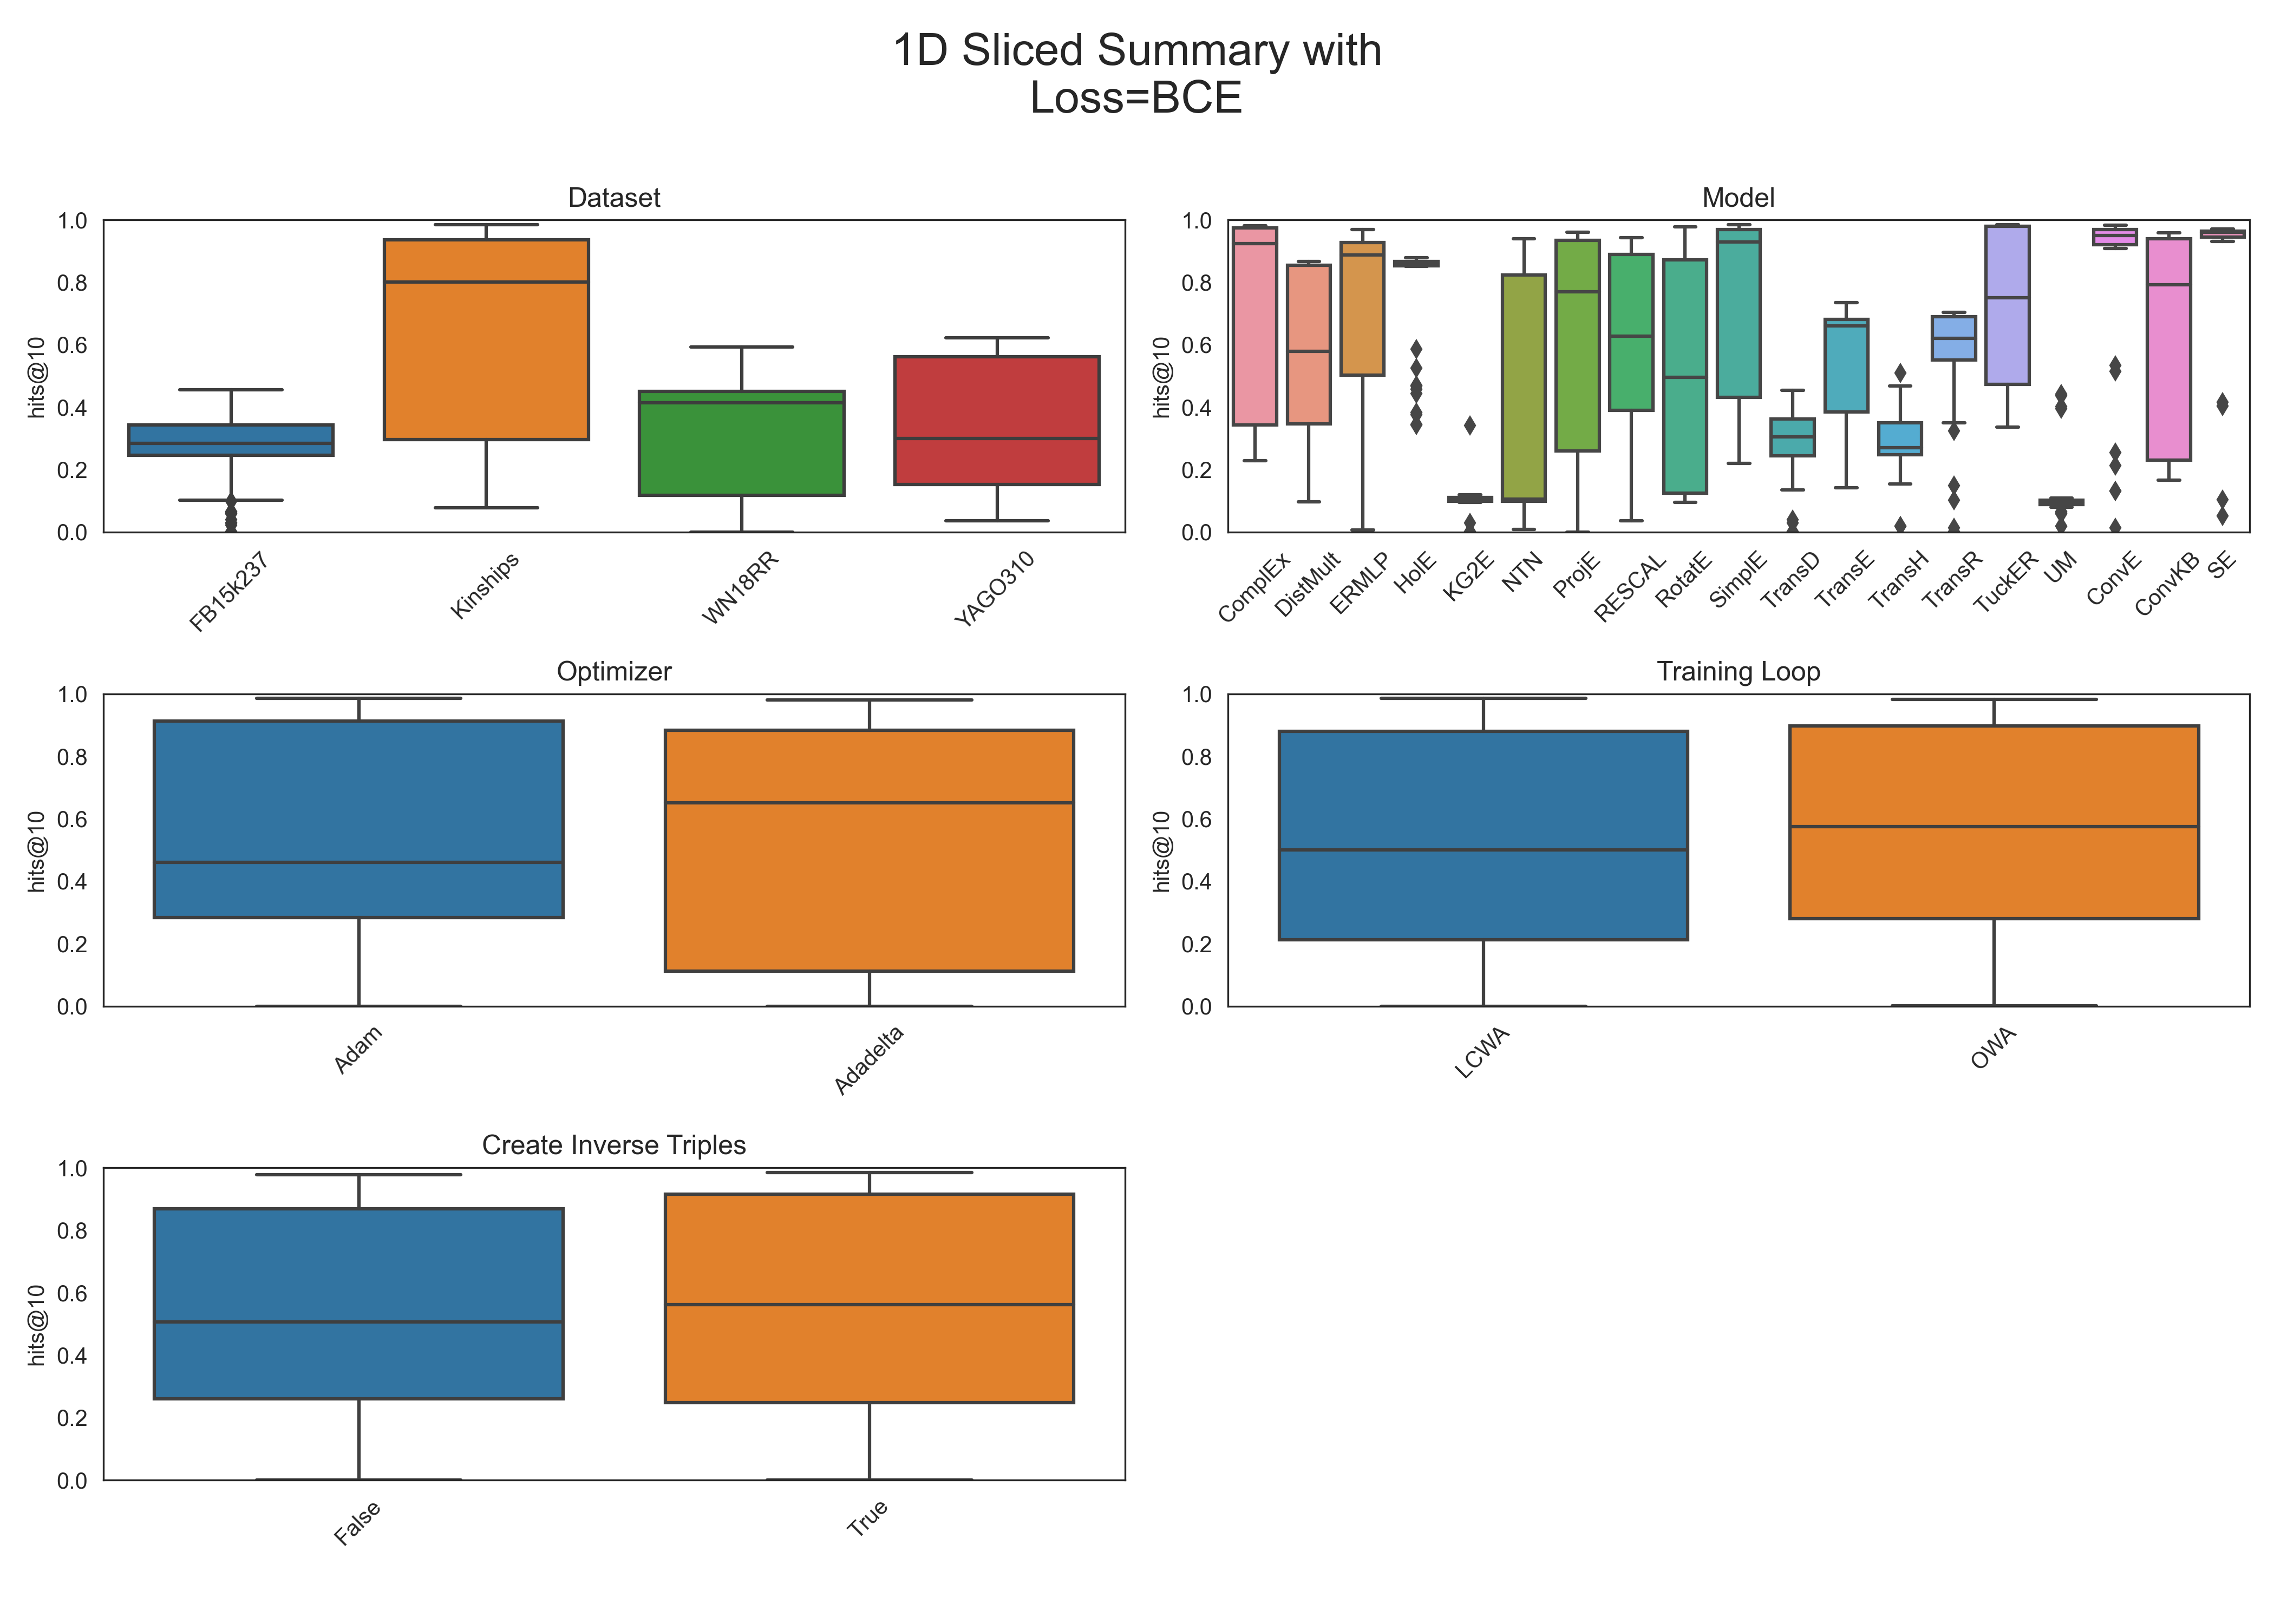 1D Sliced Summary with
Loss=BCE
Dataset
hits@10
1.0
0.8
0.6
0.4
0.2
0.0
FB15k237
Kinships
WN18RR
YAGO310
Model
hits@10
1.0
0.8
0.6
0.4
0.2
0.0
ComplEx
DistMult
ERMLP
HolE
KG2E
NTN
ProjE
RESCAL
RotatE
SimplE
TransD
TransE
TransH
TransR
TuckER
UM
ConvE
ConvKB
SE
Optimizer
hits@10
1.0
0.8
0.6
0.4
0.2
0.0
Adam
Adadelta
Training Loop
hits@10
1.0
0.8
0.6
0.4
0.2
0.0
LCWA
OWA
Create Inverse Triples
hits@10
1.0
0.8
0.6
0.4
0.2
0.0
False
True